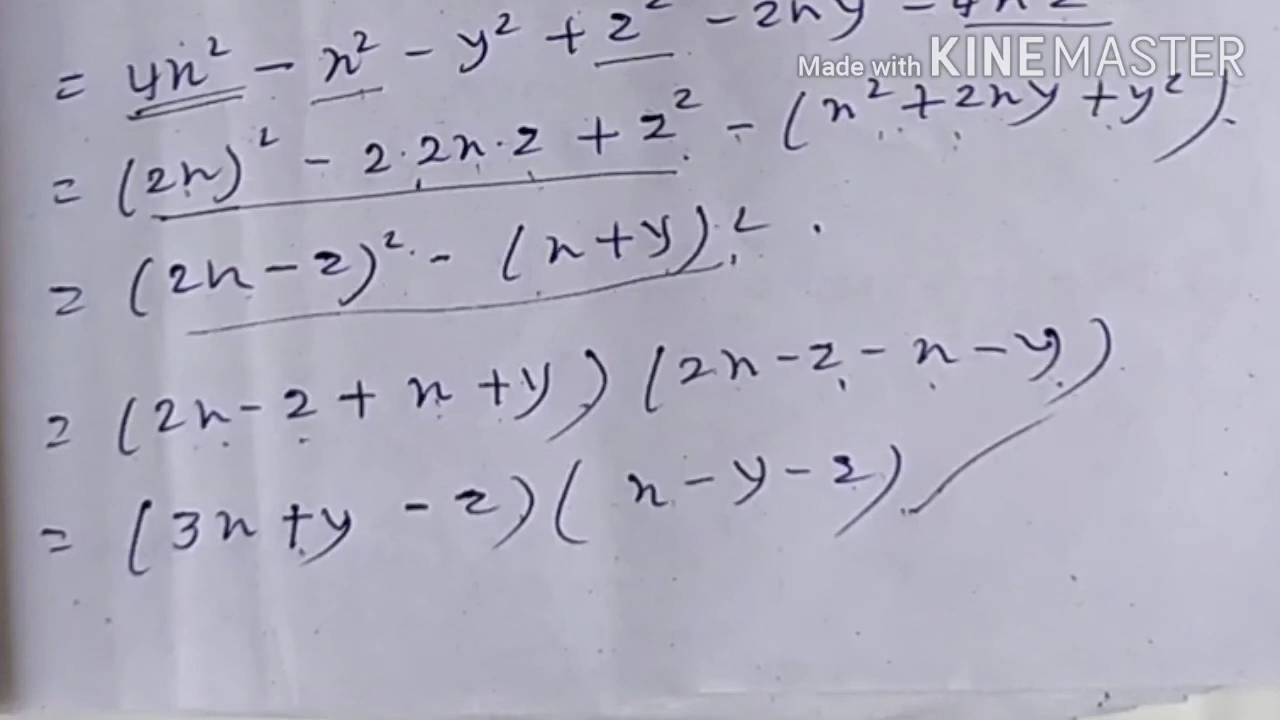 = 4x² - x² - y² + z² - 2xy - 4xz
Made with KINEMASTER
= (2x)² - 2·2x·z + z² - (x² + 2xy + y²).
= (2x - z)² - (x + y)².
= (2x - z + x + y) (2x - z - x - y)
= (3x + y - z) (x - y - z)